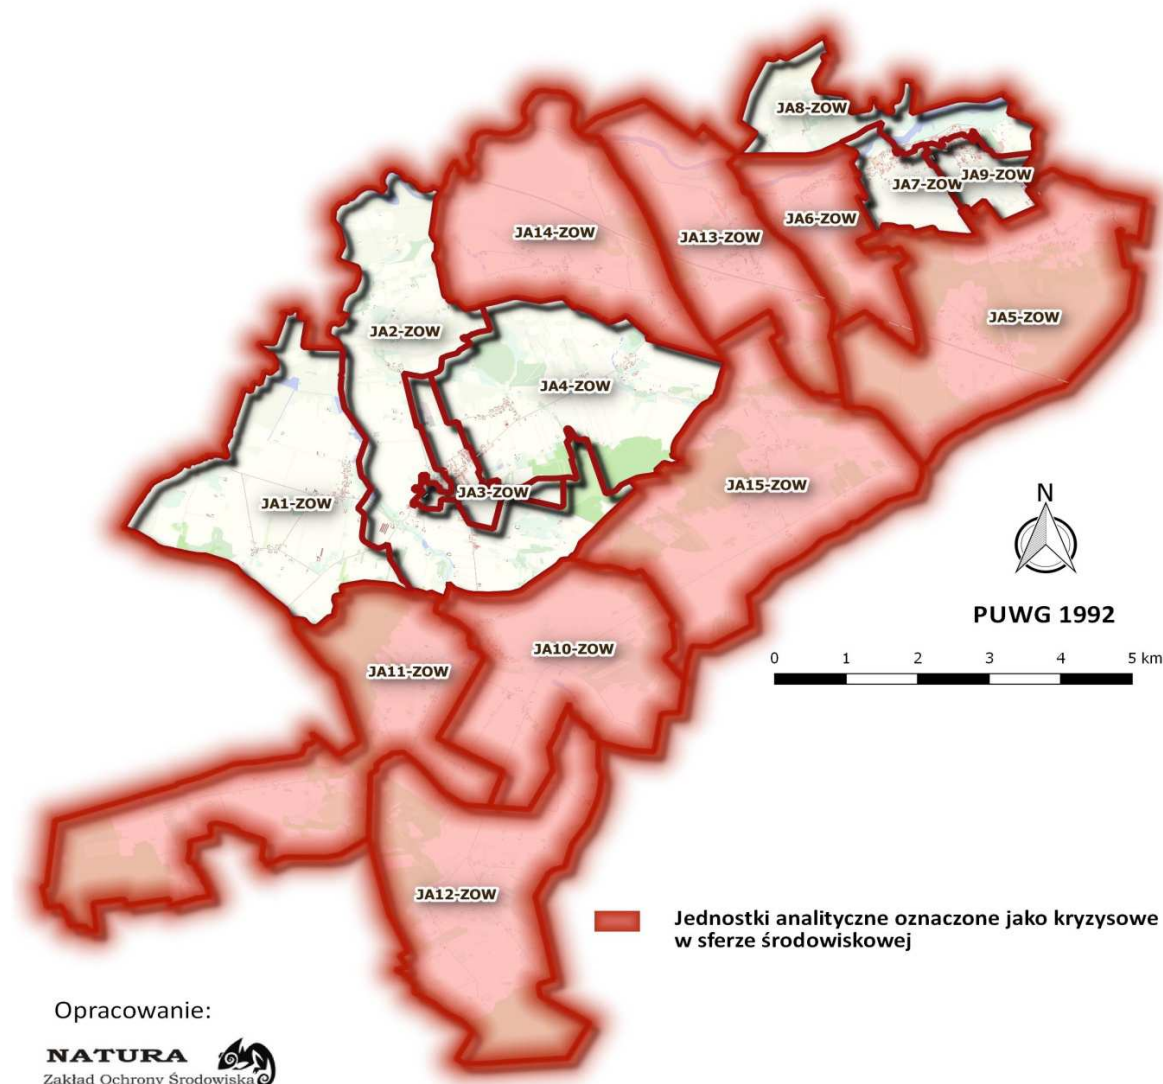 JA8-ZOW
JA7-ZOW
JA9-ZOW
JA6-ZOW
JA14-ZOW
JA13-ZOW
JA5-ZOW
JA2-ZOW
JA4-ZOW
JA15-ZOW
JA3-ZOW
JA1-ZOW
N
PUWG 1992
0 1 2 3 4 5 km
JA10-ZOW
JA11-ZOW
JA12-ZOW
Jednostki analityczne oznaczone jako kryzysowe
w sferze środowiskowej
Opracowanie:
NATURA
Zakład Ochrony Środowiska